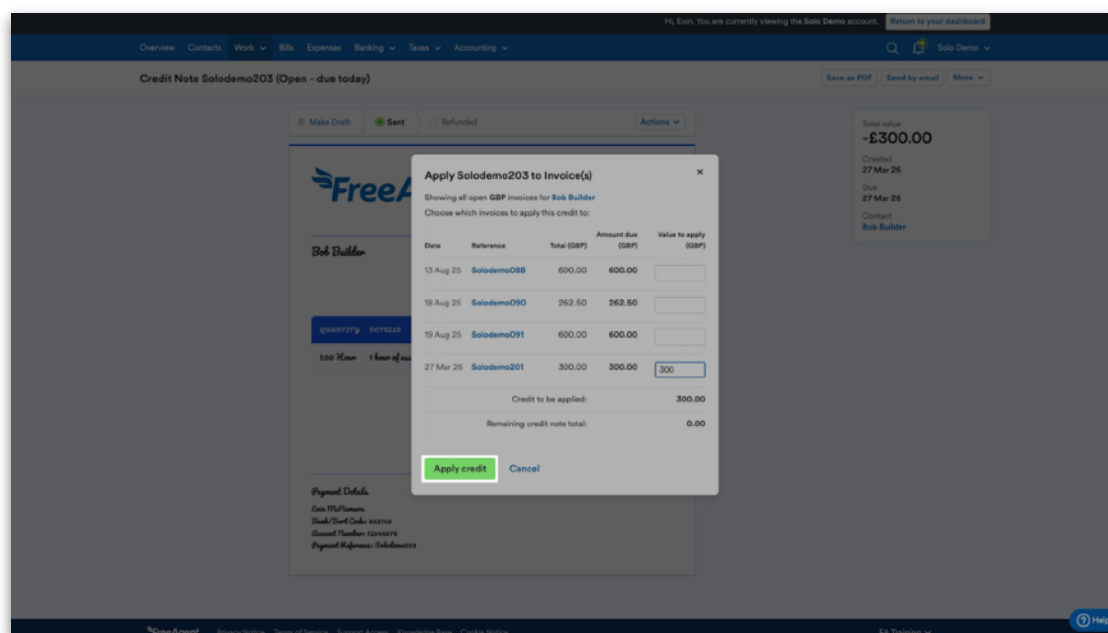 Hi, Eoin. You are currently viewing the Solo Demo account. Return to your dashboard
Overview Contacts Work Bills Expenses Banking Taxes Accounting Solo Demo
Credit Note Solodemo203 (Open - due today) Save as PDF Send by email More
Make Draft Sent Refunded Actions
Total value
-£300.00
Created
27 Mar 26
Due
27 Mar 26
Contact
Bob Builder
FreeA
Bob Builder
QUANTITY DETAILS
1:00 Hour 1 hour of
Apply Solodemo203 to Invoice(s) ×
Showing all open GBP invoices for Bob Builder
Choose which invoices to apply this credit to:
Date Reference Total (GBP) Amount due (GBP) Value to apply (GBP)
13 Aug 25 Solodemo088 600.00 600.00
18 Aug 25 Solodemo090 262.50 262.50
19 Aug 25 Solodemo091 600.00 600.00
27 Mar 26 Solodemo201 300.00 300.00 300
Credit to be applied: 300.00
Remaining credit note total: 0.00
Apply credit Cancel
Payment Details
Eoin McNamara
Bank/Sort Code:
Account Number: 12345678
Payment Reference: Solodemo203
Help
FreeAgent Privacy Notice Terms of Service Support Access Knowledge Base Cookie Notice FA Training